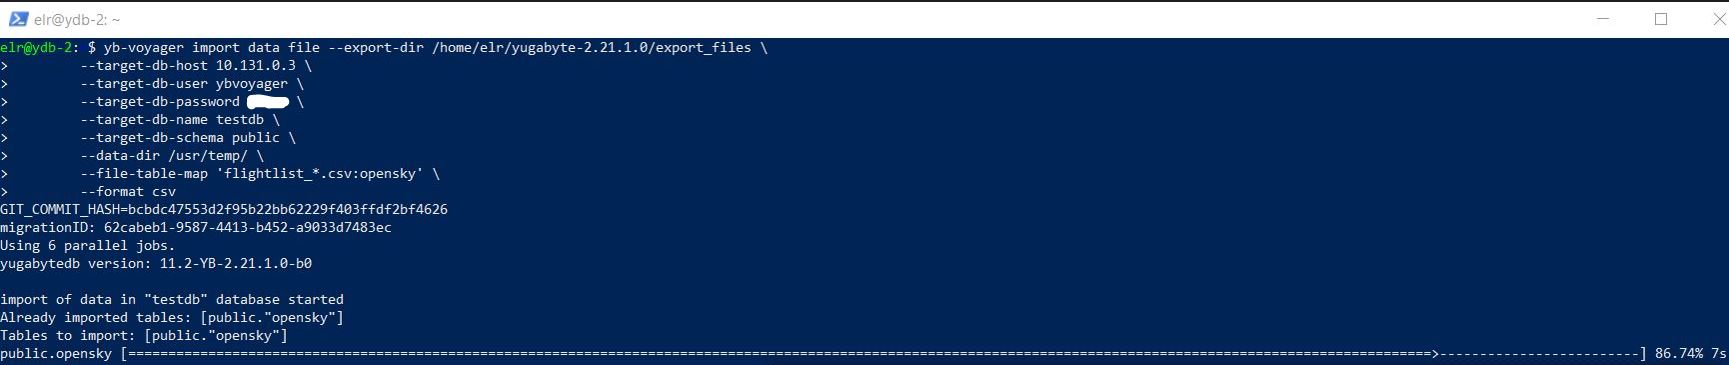 elr@ydb-2: ~
elr@ydb-2: $ yb-voyager import data file --export-dir /home/elr/yugabyte-2.21.1.0/export_files \
> --target-db-host 10.131.0.3 \
> --target-db-user ybvoyager \
> --target-db-password \
> --target-db-name testdb \
> --target-db-schema public \
> --data-dir /usr/temp/ \
> --file-table-map 'flightlist_*.csv:opensky' \
> --format csv
GIT_COMMIT_HASH=bcbdc47553d2f95b22bb62229f403ffdf2bf4626
migrationID: 62cabeb1-9587-4413-b452-a9033d7483ec
Using 6 parallel jobs.
yugabytedb version: 11.2-YB-2.21.1.0-b0
import of data in "testdb" database started
Already imported tables: [public."opensky"]
Tables to import: [public."opensky"]
public.opensky [===================================================================================================================================================================>-------------------------] 86.74% 7s